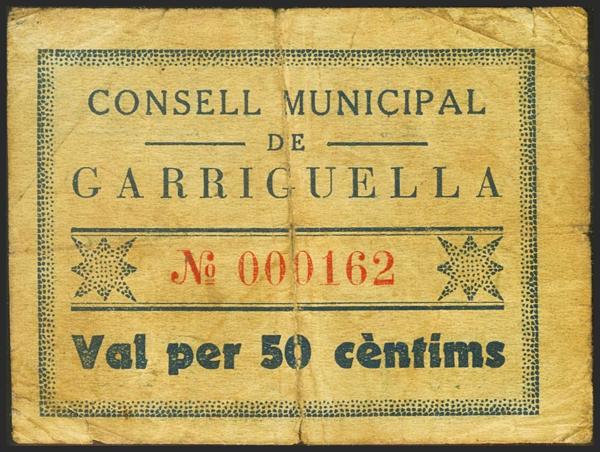 CONSELL MUNICIPAL
DE
GARRIGUELLA
№ 000162
Val per 50 cèntims